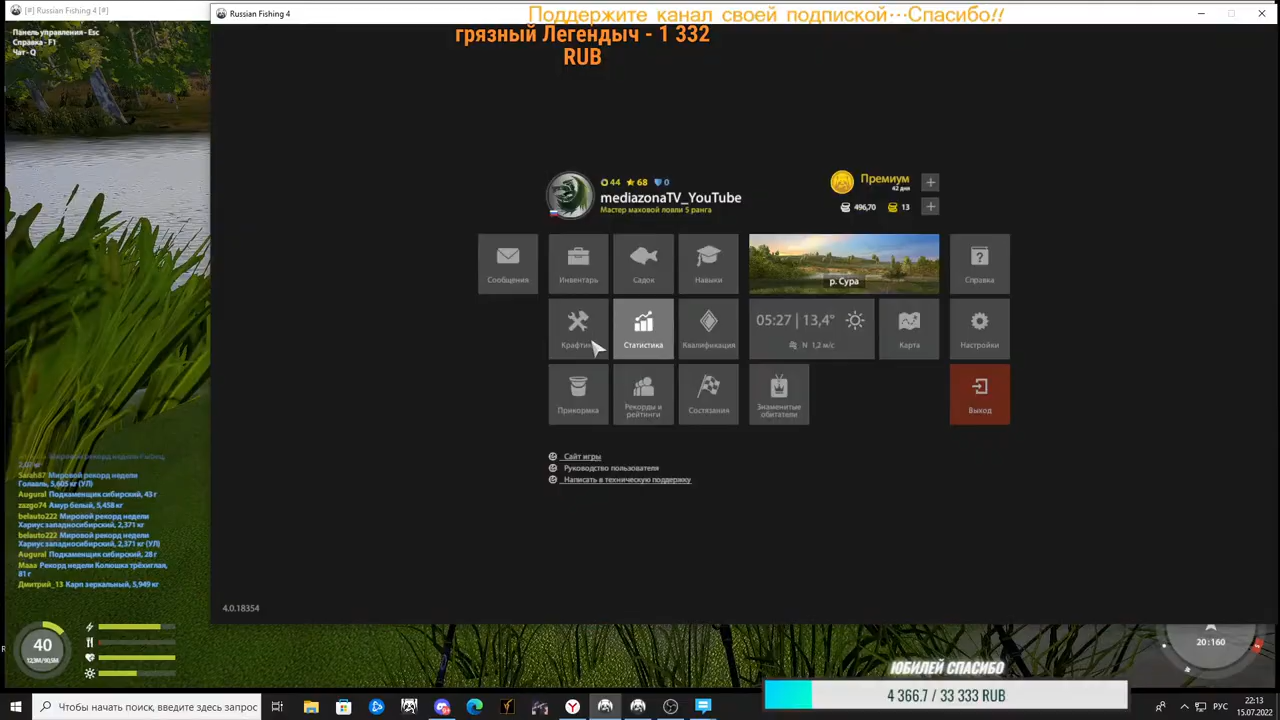 [#] Russian Fishing 4 [#]
Russian Fishing 4
Поддержите канал своей подпиской...Спасибо!!
грязный Легендыч - 1 332
RUB
Панель управления - Esc
Справка - F1
Чат - Q
44 68 0
mediazonaTV_YouTube
Мастер маховой ловли 5 ранга
Премиум
42 дня
496,70 13
Сообщения
Инвентарь
Садок
Навыки
р. Сура
Справка
Крафтинг
Статистика
Квалификация
05:27 | 13,4°
N 1,2 м/с
Карта
Настройки
Прикормка
Рекорды и
рейтинги
Состязания
Знаменитые
обитатели
Выход
Сайт игры
Руководство пользователя
Написать в техническую поддержку
Sarah87 Мировой рекорд недели
Голавль, 5,605 кг (УЛ)
Augural Подкаменщик сибирский, 43 г
zazgo74 Амур белый, 5,458 кг
belauto222 Мировой рекорд недели
Хариус западносибирский, 2,371 кг
belauto222 Мировой рекорд недели
Хариус западносибирский, 2,371 кг (УЛ)
Augural Подкаменщик сибирский, 28 г
Мааа Рекорд недели Колюшка трёхиглая,
81 г
Дмитрий_13 Карп зеркальный, 5,949 кг
4.0.18354
40
20:160
ЮБИЛЕЙ СПАСИБО
4 366.7 / 33 333 RUB
Чтобы начать поиск, введите здесь запрос
РУС
22:13
15.07.2022